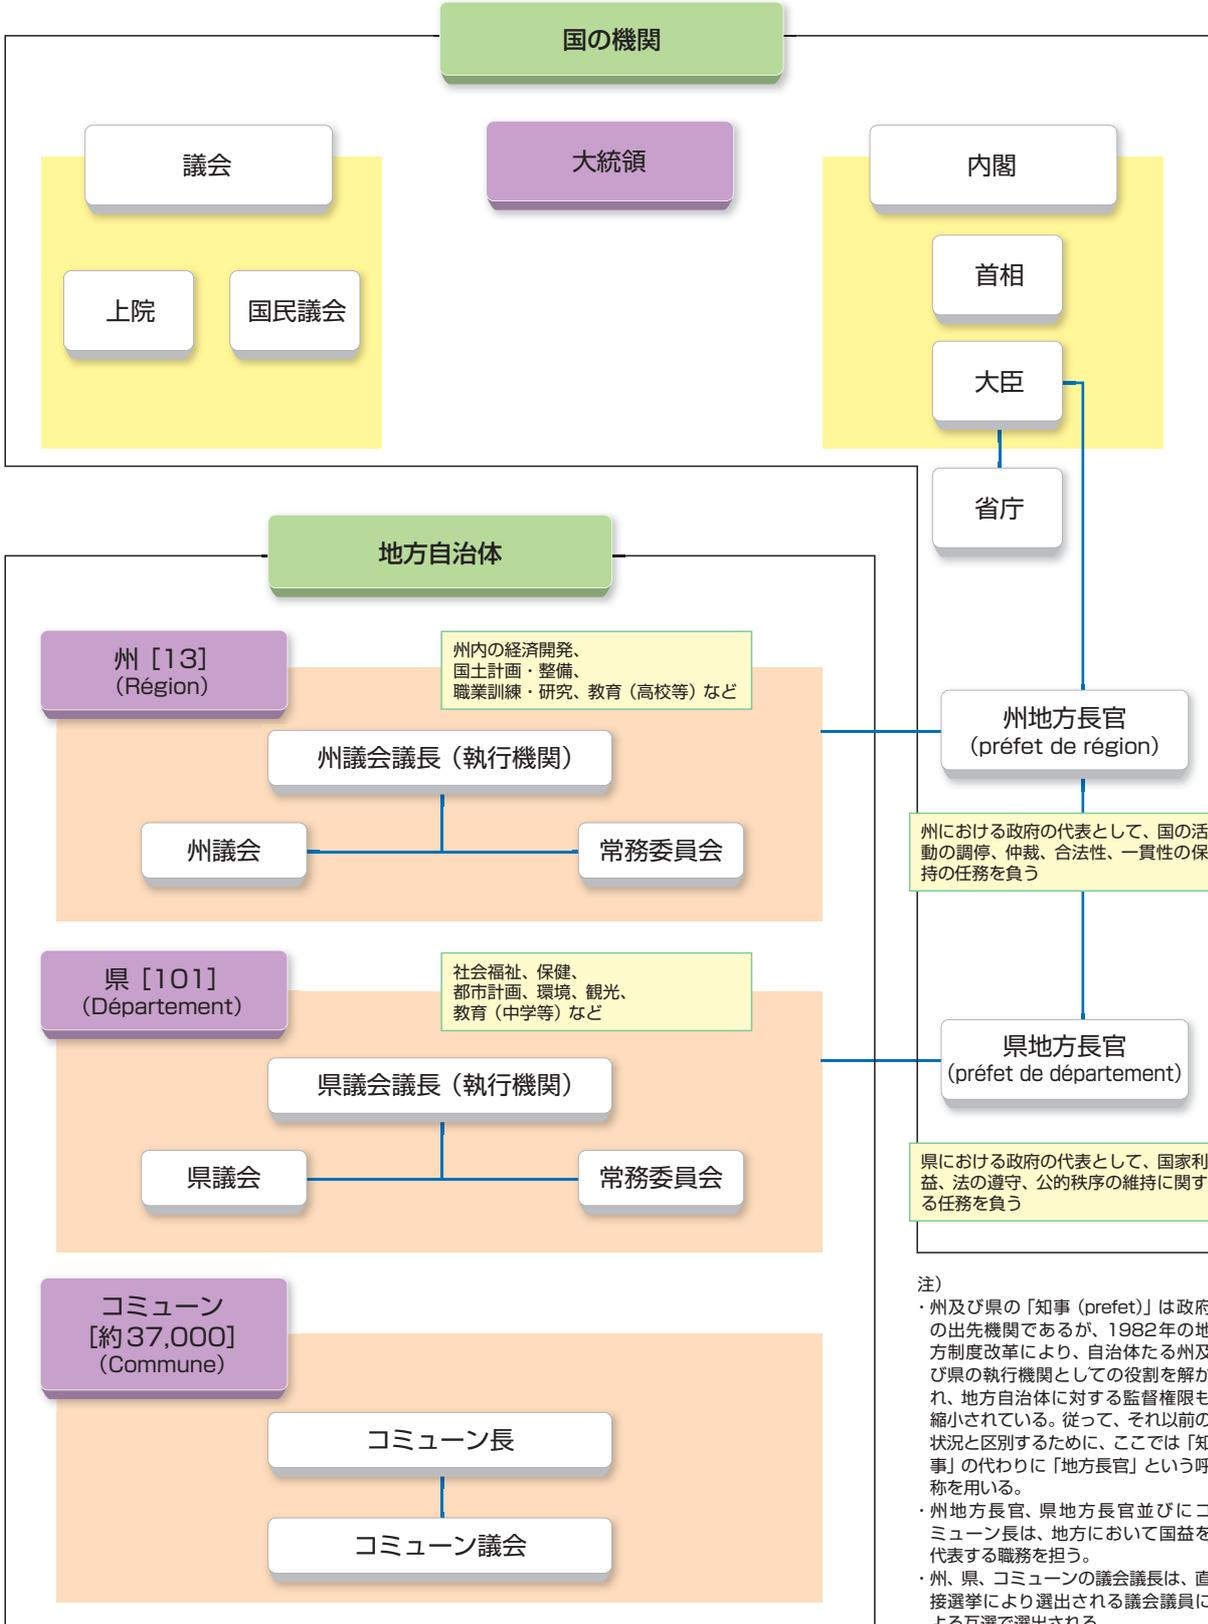 国の機関
議会
大統領
内閣
上院
国民議会
首相
大臣
省庁
地方自治体
州［13］
（Région）
州内の経済開発、
国土計画・整備、
職業訓練・研究、教育（高校等）など
州議会議長（執行機関）
州議会
常務委員会
州地方長官
（préfet de région）
州における政府の代表として、国の活
動の調停、仲裁、合法性、一貫性の保
持の任務を負う
県［101］
（Département）
社会福祉、保健、
都市計画、環境、観光、
教育（中学等）など
県議会議長（執行機関）
県議会
常務委員会
県地方長官
（préfet de département）
県における政府の代表として、国家利
益、法の遵守、公的秩序の維持に関す
る任務を負う
コミューン
［約37,000］
（Commune）
コミューン長
コミューン議会
注）
・州及び県の「知事（prefet）」は政府
の出先機関であるが、1982年の地
方制度改革により、自治体たる州及
び県の執行機関としての役割を解か
れ、地方自治体に対する監督権限も
縮小されている。従って、それ以前の
状況と区別するために、ここでは「知
事」の代わりに「地方長官」という呼
称を用いる。
・州地方長官、県地方長官並びにコ
ミューン長は、地方において国益を
代表する職務を担う。
・州、県、コミューンの議会議長は、直
接選挙により選出される議会議員に
よる互選で選出される